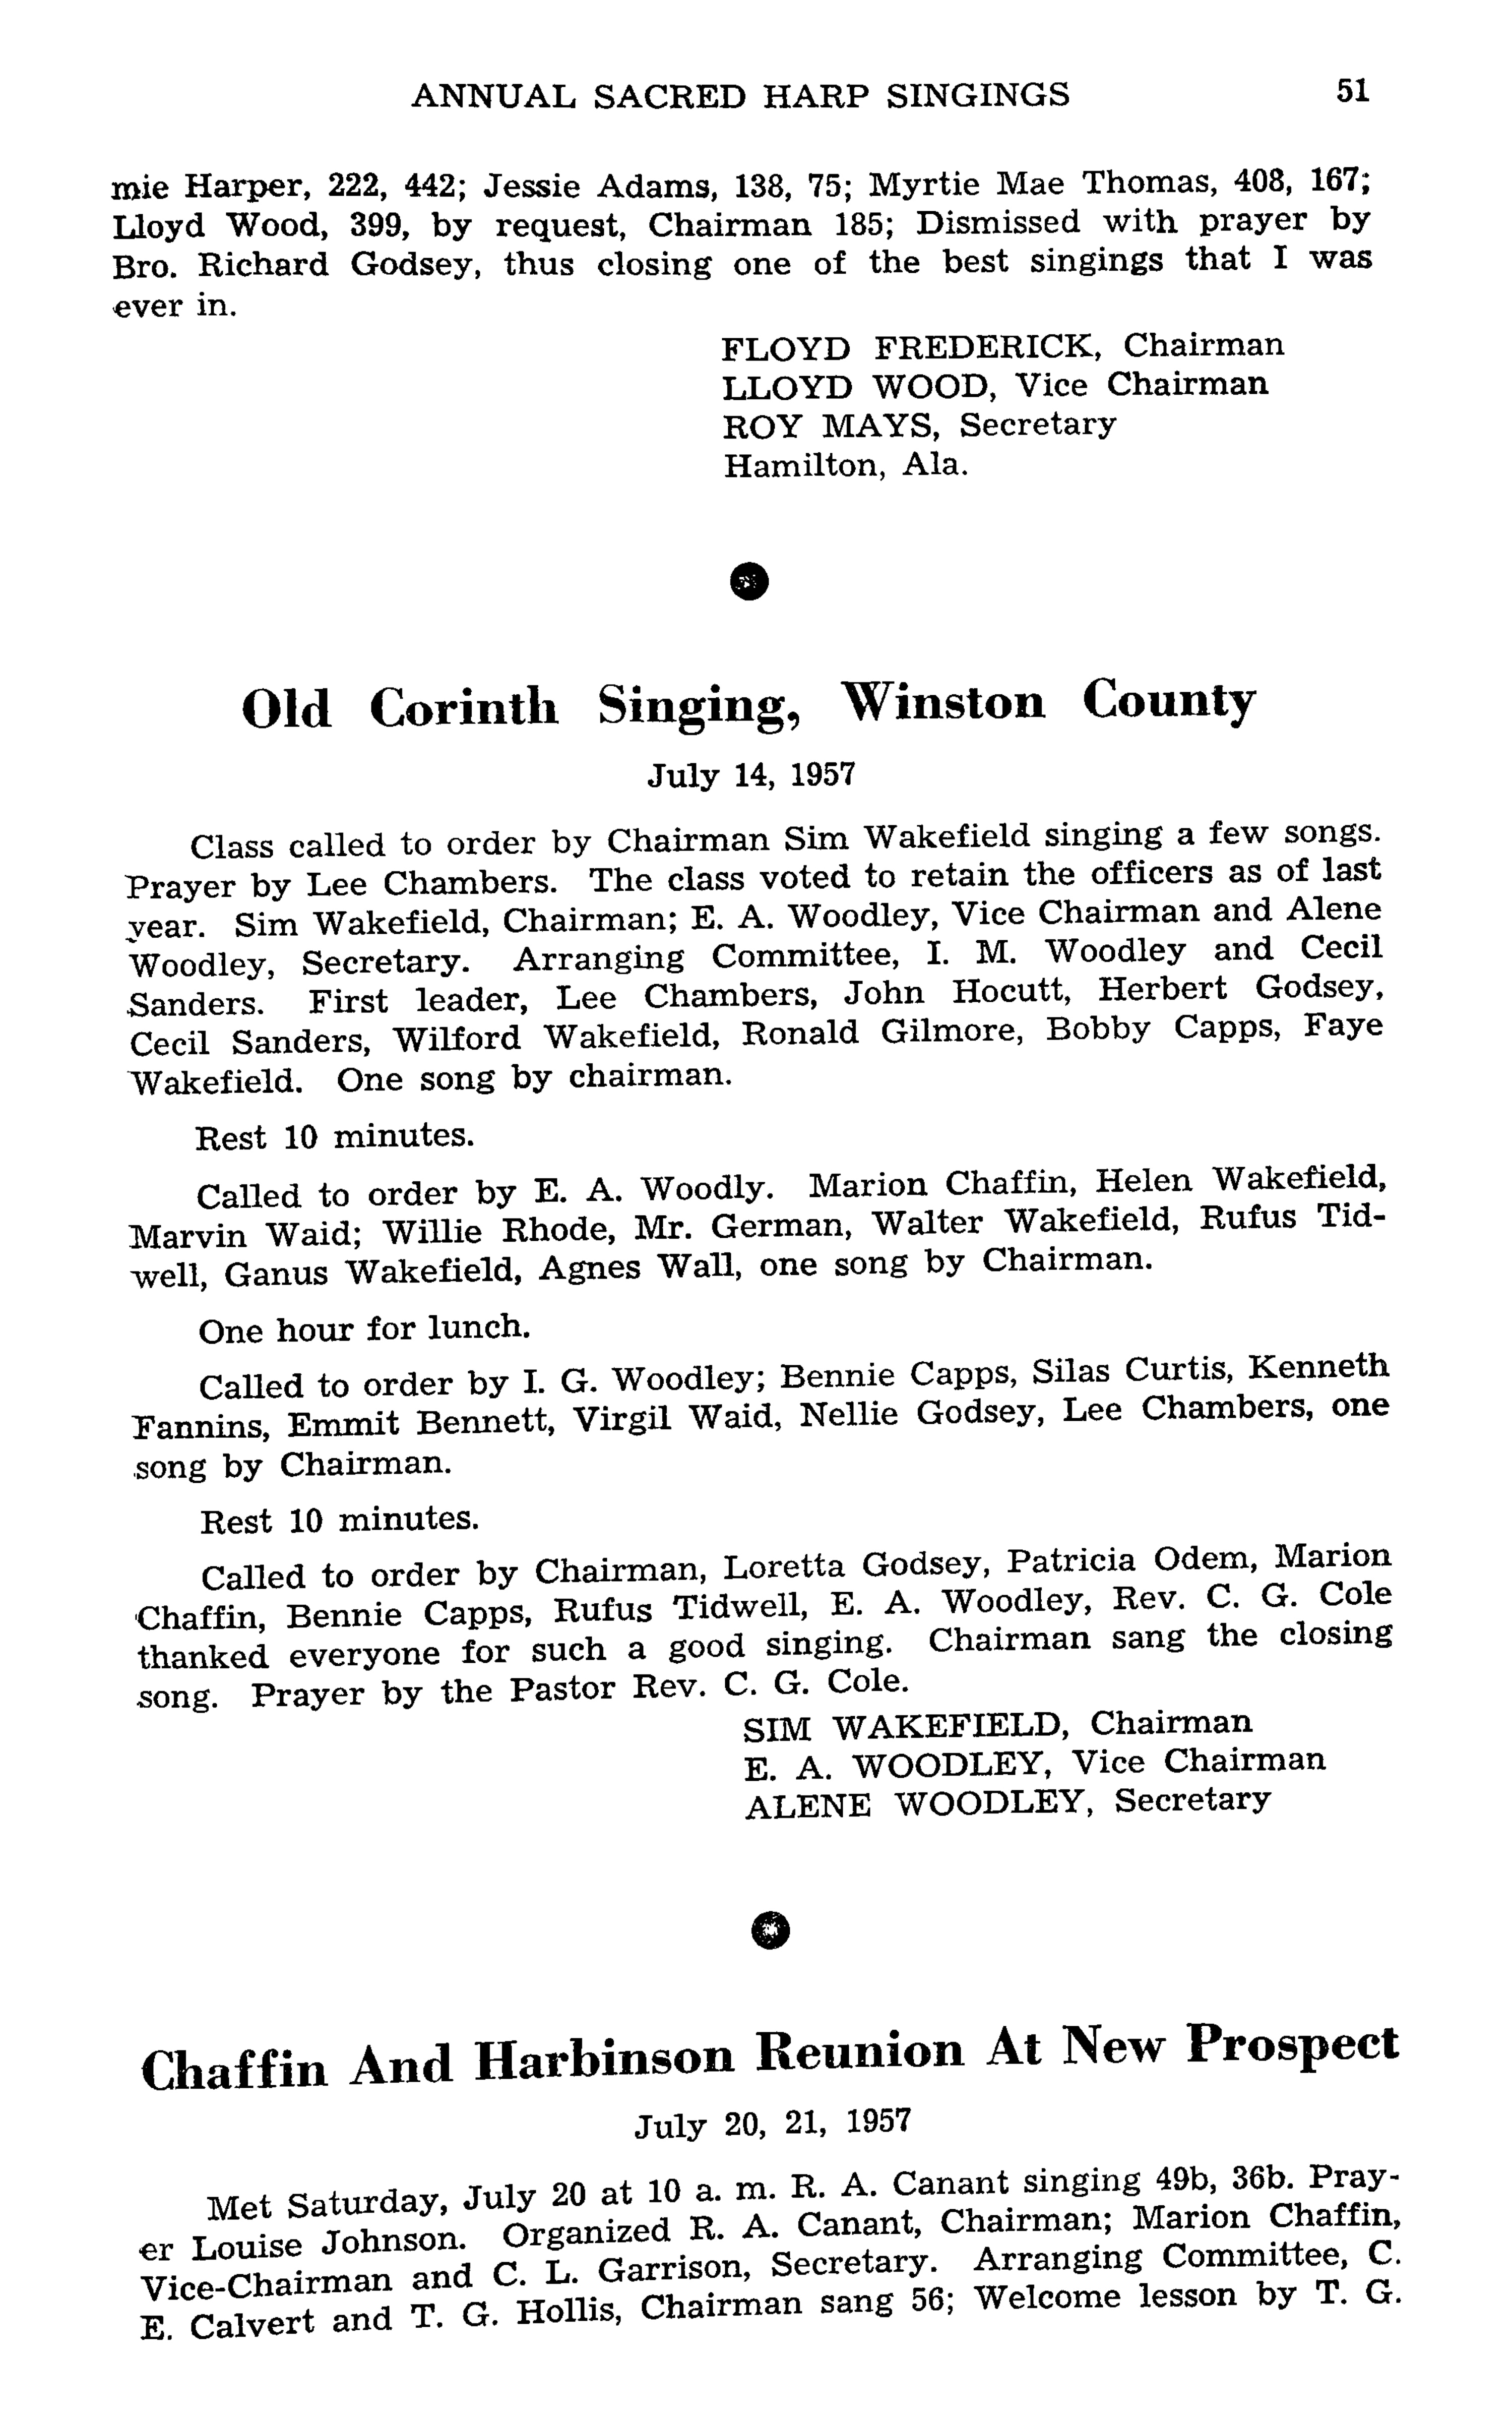 ANNUAL SACRED HARP SINGINGS 51
mie Harper, 222, 442; Jessie Adams, 138, 75; Myrtie Mae Thomas, 408, 167;
Lloyd Wood, 399, by request, Chairman 185; Dismissed with prayer by
Bro. Richard Godsey, thus closing one of the best singings that I was
ever in.
FLOYD FREDERICK, Chairman
LLOYD WOOD, Vice Chairman
ROY MAYS, Secretary
Hamilton, Ala.
Old Corinth Singing, Winston County
July 14, 1957
Class called to order by Chairman Sim Wakefield singing a few songs.
Prayer by Lee Chambers. The class voted to retain the officers as of last
year. Sim Wakefield, Chairman; E. A. Woodley, Vice Chairman and Alene
Woodley, Secretary. Arranging Committee, I. M. Woodley and Cecil
Sanders. First leader, Lee Chambers, John Hocutt, Herbert Godsey,
Cecil Sanders, Wilford Wakefield, Ronald Gilmore, Bobby Capps, Faye
Wakefield. One song by chairman.
Rest 10 minutes.
Called to order by E. A. Woodly. Marion Chaffin, Helen Wakefield,
Marvin Waid; Willie Rhode, Mr. German, Walter Wakefield, Rufus Tid-
well, Ganus Wakefield, Agnes Wall, one song by Chairman.
One hour for lunch.
Called to order by I. G. Woodley; Bennie Capps, Silas Curtis, Kenneth
Fannins, Emmit Bennett, Virgil Waid, Nellie Godsey, Lee Chambers, one
song by Chairman.
Rest 10 minutes.
Called to order by Chairman, Loretta Godsey, Patricia Odem, Marion
Chaffin, Bennie Capps, Rufus Tidwell, E. A. Woodley, Rev. C. G. Cole
thanked everyone for such a good singing. Chairman sang the closing
song. Prayer by the Pastor Rev. C. G. Cole.
SIM WAKEFIELD, Chairman
E. A. WOODLEY, Vice Chairman
ALENE WOODLEY, Secretary
Chaffin And Harbinson Reunion At New Prospect
July 20, 21, 1957
Met Saturday, July 20 at 10 a. m. R. A. Canant singing 49b, 36b. Pray-
er Louise Johnson. Organized R. A. Canant, Chairman; Marion Chaffin,
Vice-Chairman and C. L. Garrison, Secretary. Arranging Committee, C.
E. Calvert and T. G. Hollis, Chairman sang 56; Welcome lesson by T. G.